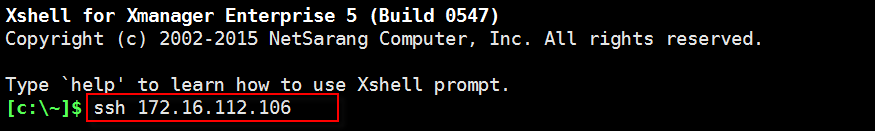 Xshell for Xmanager Enterprise 5 (Build 0547)
Copyright (c) 2002-2015 NetSarang Computer, Inc. All rights reserved.
Type `help' to learn how to use Xshell prompt.
[c:\~]$ ssh 172.16.112.106